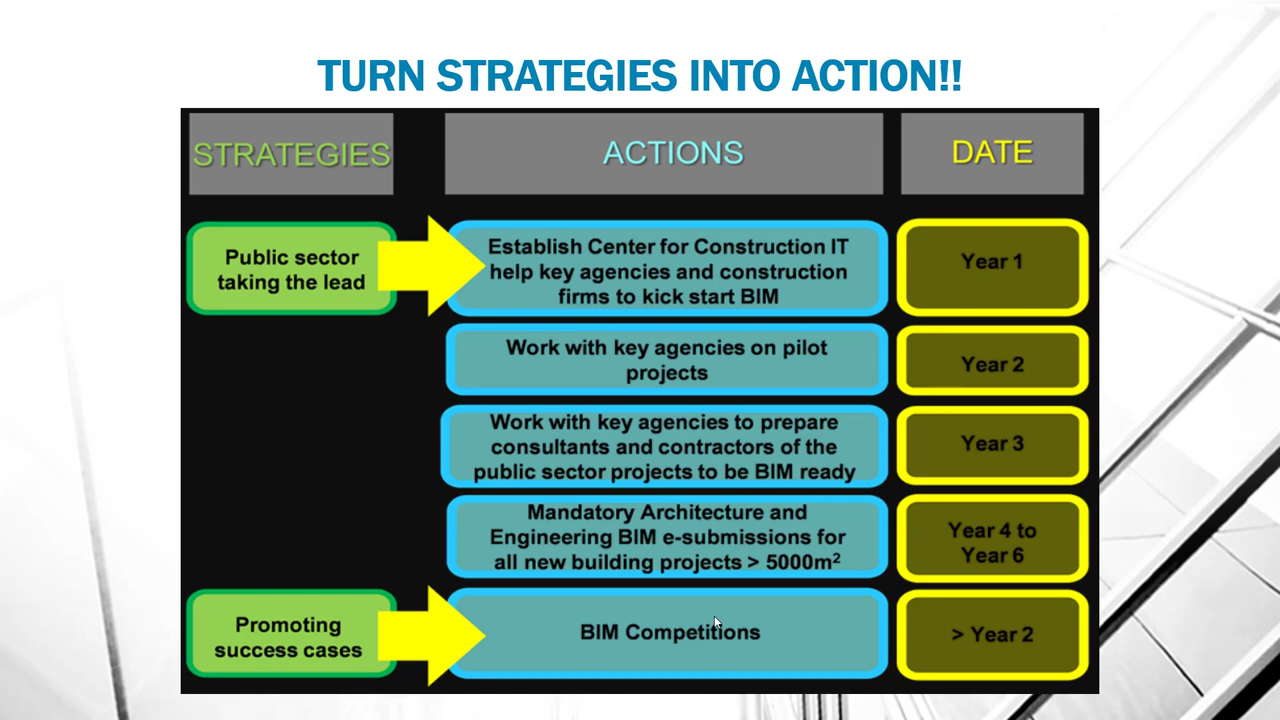 TURN STRATEGIES INTO ACTION!!
STRATEGIES
ACTIONS
DATE
Public sector
taking the lead
Establish Center for Construction IT
help key agencies and construction
firms to kick start BIM
Year 1
Work with key agencies on pilot
projects
Year 2
Work with key agencies to prepare
consultants and contractors of the
public sector projects to be BIM ready
Year 3
Mandatory Architecture and
Engineering BIM e-submissions for
all new building projects > 5000m²
Year 4 to
Year 6
Promoting
success cases
BIM Competitions
> Year 2